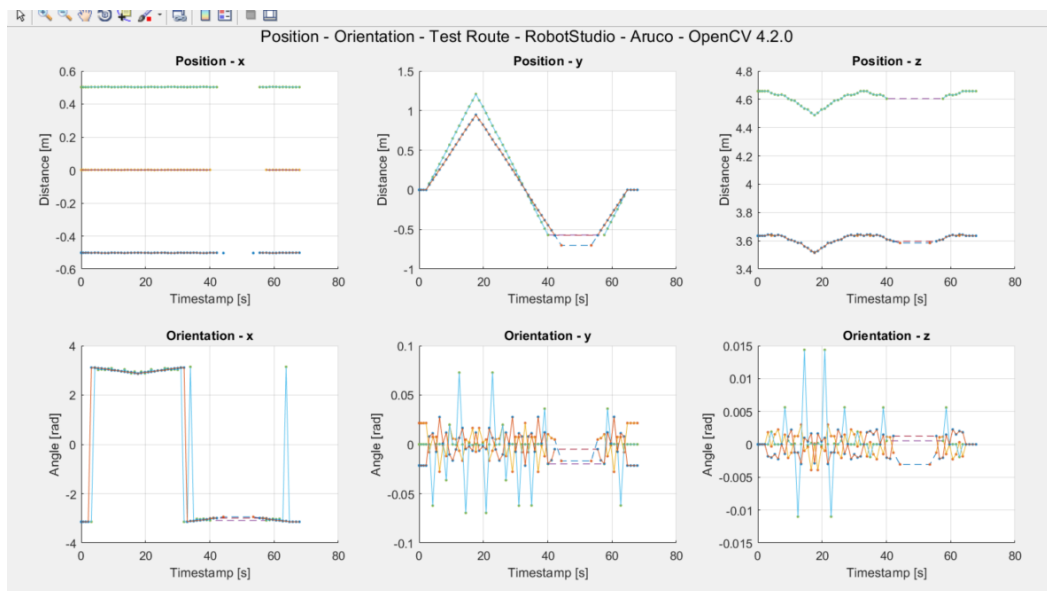 Position - Orientation - Test Route - RobotStudio - Aruco - OpenCV 4.2.0
Position - x
Distance [m]
0.6
0.4
0.2
0
-0.2
-0.4
-0.6
0 20 40 60 80
Timestamp [s]
Position - y
Distance [m]
1.5
1
0.5
0
-0.5
-1
0 20 40 60 80
Timestamp [s]
Position - z
Distance [m]
4.8
4.6
4.4
4.2
4
3.8
3.6
3.4
0 20 40 60 80
Timestamp [s]
Orientation - x
Angle [rad]
4
2
0
-2
-4
0 20 40 60 80
Timestamp [s]
Orientation - y
Angle [rad]
0.1
0.05
0
-0.05
-0.1
0 20 40 60 80
Timestamp [s]
Orientation - z
Angle [rad]
0.015
0.01
0.005
0
-0.005
-0.01
-0.015
0 20 40 60 80
Timestamp [s]